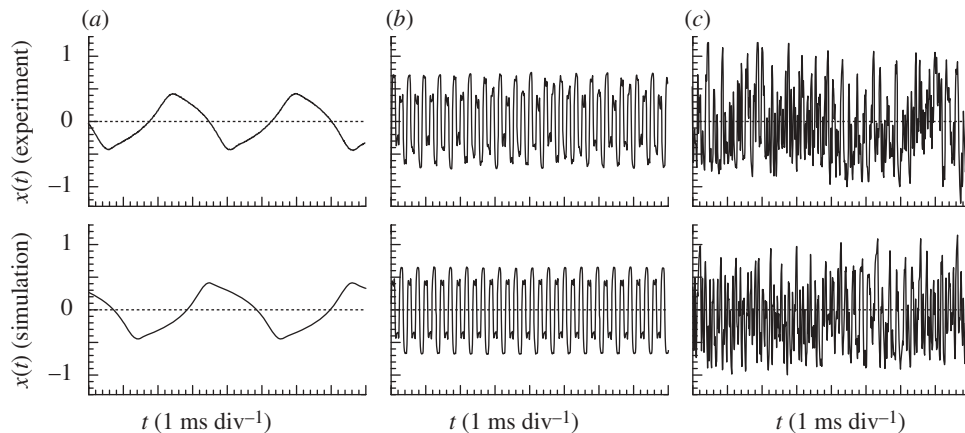 (a) (b) (c)
x(t) (experiment)
1
0
–1
x(t) (simulation)
1
0
–1
t (1 ms div⁻¹) t (1 ms div⁻¹) t (1 ms div⁻¹)